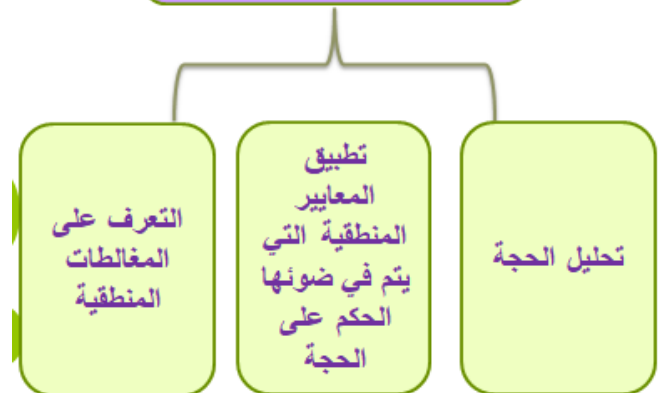 تحليل الحجة
تطبيق
المعايير
المنطقية التي
يتم في ضوئها
الحكم على
الحجة
التعرف على
المغالطات
المنطقية